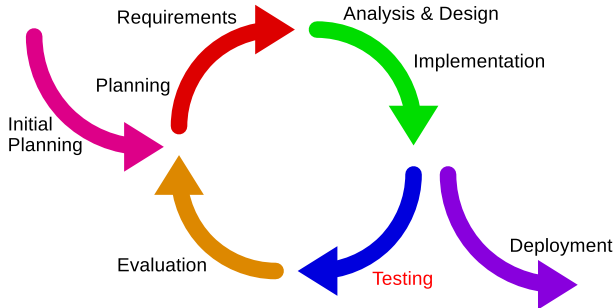 Requirements
Analysis & Design
Implementation
Planning
Initial
Planning
Evaluation
Testing
Deployment